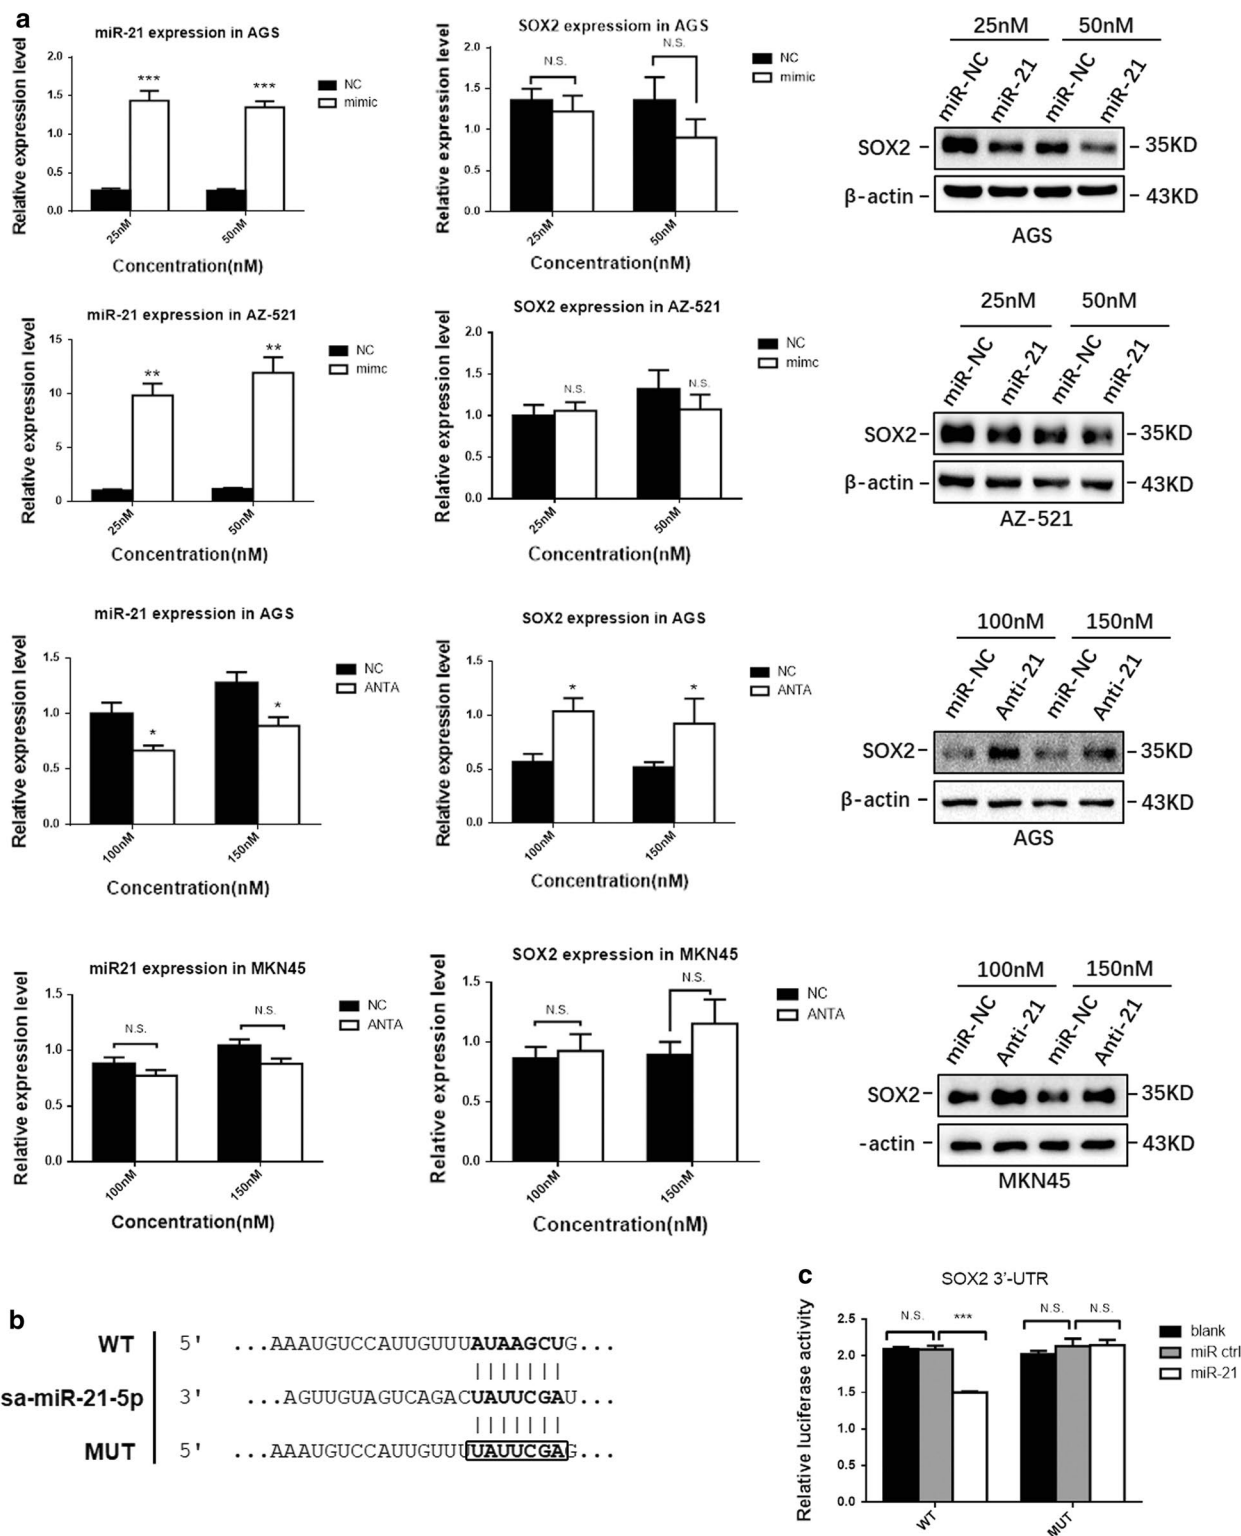 a
miR-21 expression in AGS
Relative expression level
2.0
1.5
1.0
0.5
0.0
***
***
NC
mimic
25nM
50nM
Concentration(nM)
SOX2 expressiom in AGS
Relative expression level
2.0
1.5
1.0
0.5
0.0
N.S.
N.S.
NC
mimic
25nM
50nM
Concentration(nM)
25nM 50nM
miR-NC miR-21 miR-NC miR-21
SOX2 35KD
β-actin 43KD
AGS
miR-21 expression in AZ-521
Relative expression level
15
10
5
0
**
**
NC
mimc
25nM
50nM
Concentration(nM)
SOX2 expression in AZ-521
Relative expression level
2.0
1.5
1.0
0.5
0.0
N.S.
N.S.
NC
mimc
25nM
50nM
Concentration(nM)
25nM 50nM
miR-NC miR-21 miR-NC miR-21
SOX2 35KD
β-actin 43KD
AZ-521
miR-21 expression in AGS
Relative expression level
1.5
1.0
0.5
0.0
*
*
NC
ANTA
100nM
150nM
Concentration(nM)
SOX2 expression in AGS
Relative expression level
1.5
1.0
0.5
0.0
*
*
NC
ANTA
100nM
150nM
Concentration(nM)
100nM 150nM
miR-NC Anti-21 miR-NC Anti-21
SOX2 35KD
β-actin 43KD
AGS
miR21 expression in MKN45
Relative expression level
1.5
1.0
0.5
0.0
N.S.
N.S.
NC
ANTA
100nM
150nM
Concentration(nM)
SOX2 expression in MKN45
Relative expression level
1.5
1.0
0.5
0.0
N.S.
N.S.
NC
ANTA
100nM
150nM
Concentration(nM)
100nM 150nM
miR-NC Anti-21 miR-NC Anti-21
SOX2 35KD
-actin 43KD
MKN45
b
WT 5' ...AAAUGUCCAUUGUUUAUAAGCUG...
sa-miR-21-5p 3' ...AGUUGUAGUCAGACUAUUCGAU...
MUT 5' ...AAAUGUCCAUUGUUUUAUUCGAG...
c
SOX2 3'-UTR
Relative luciferase activity
2.5
2.0
1.5
1.0
2.5
0.0
N.S.
***
N.S.
N.S.
blank
miR ctrl
miR-21
WT
MUT